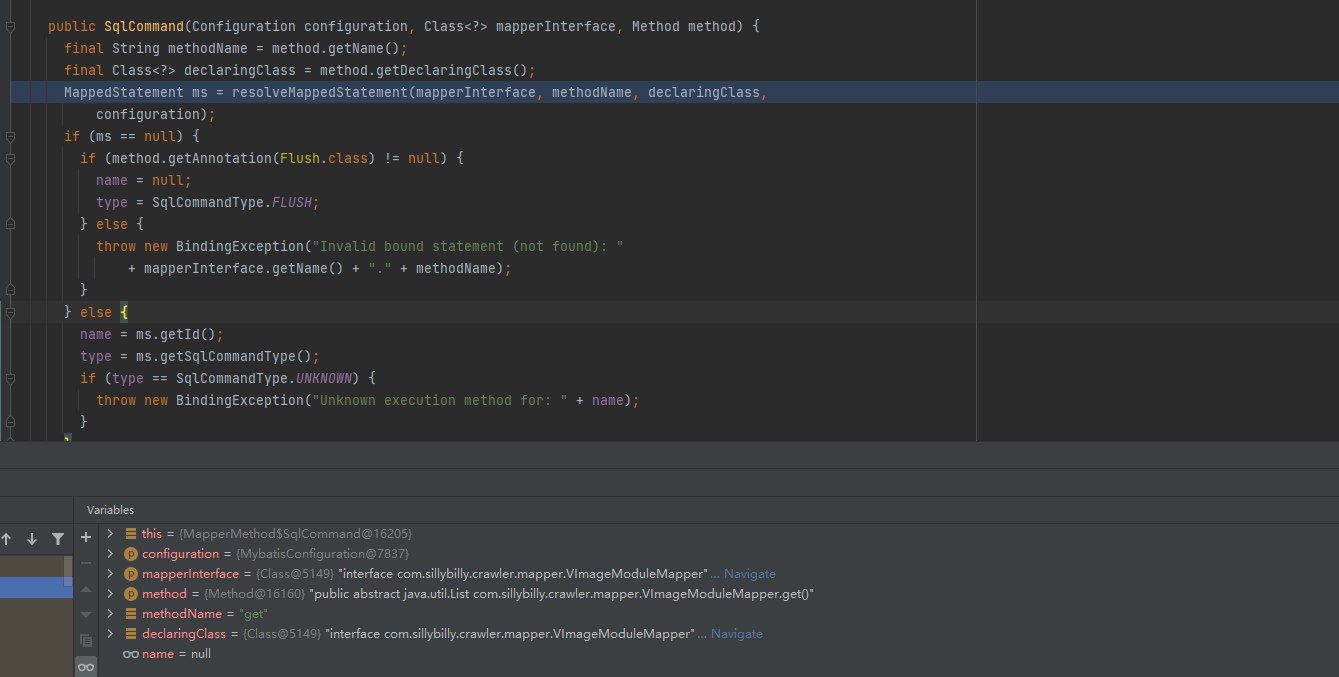 public SqlCommand(Configuration configuration, Class<?> mapperInterface, Method method) {
final String methodName = method.getName();
final Class<?> declaringClass = method.getDeclaringClass();
MappedStatement ms = resolveMappedStatement(mapperInterface, methodName, declaringClass,
configuration);
if (ms == null) {
if (method.getAnnotation(Flush.class) != null) {
name = null;
type = SqlCommandType.FLUSH;
} else {
throw new BindingException("Invalid bound statement (not found): "
+ mapperInterface.getName() + "." + methodName);
}
} else {
name = ms.getId();
type = ms.getSqlCommandType();
if (type == SqlCommandType.UNKNOWN) {
throw new BindingException("Unknown execution method for: " + name);
}
}
Variables
this = {MapperMethod$SqlCommand@16205}
configuration = {MybatisConfiguration@7837}
mapperInterface = {Class@5149} "interface com.sillybilly.crawler.mapper.VImageModuleMapper"... Navigate
method = {Method@16160} "public abstract java.util.List com.sillybilly.crawler.mapper.VImageModuleMapper.get()"
methodName = "get"
declaringClass = {Class@5149} "interface com.sillybilly.crawler.mapper.VImageModuleMapper"... Navigate
name = null